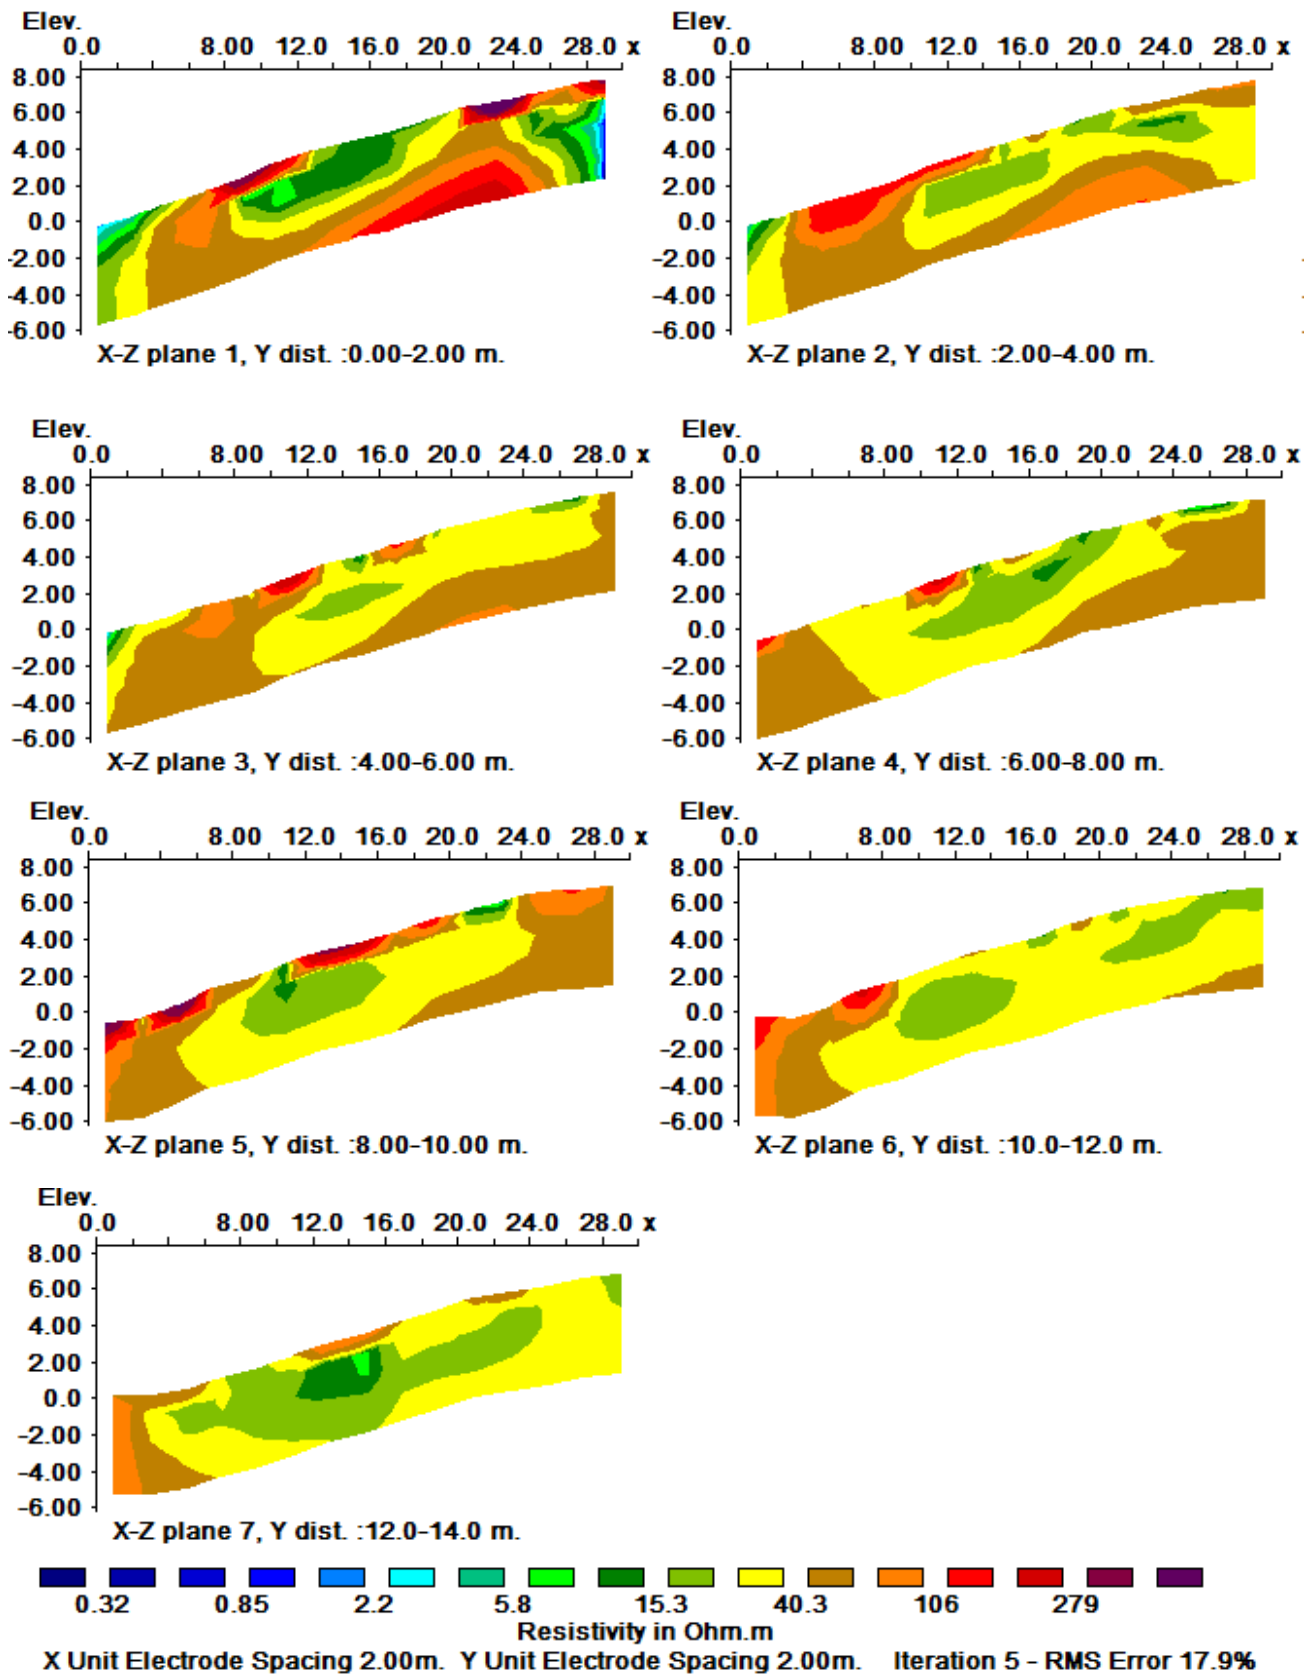 Elev.
0.0 8.00 12.0 16.0 20.0 24.0 28.0 x
8.00
6.00
4.00
2.00
0.0
-2.00
-4.00
-6.00
X-Z plane 1, Y dist. :0.00-2.00 m.
Elev.
0.0 8.00 12.0 16.0 20.0 24.0 28.0 x
8.00
6.00
4.00
2.00
0.0
-2.00
-4.00
-6.00
X-Z plane 2, Y dist. :2.00-4.00 m.
Elev.
0.0 8.00 12.0 16.0 20.0 24.0 28.0 x
8.00
6.00
4.00
2.00
0.0
-2.00
-4.00
-6.00
X-Z plane 3, Y dist. :4.00-6.00 m.
Elev.
0.0 8.00 12.0 16.0 20.0 24.0 28.0 x
8.00
6.00
4.00
2.00
0.0
-2.00
-4.00
-6.00
X-Z plane 4, Y dist. :6.00-8.00 m.
Elev.
0.0 8.00 12.0 16.0 20.0 24.0 28.0 x
8.00
6.00
4.00
2.00
0.0
-2.00
-4.00
-6.00
X-Z plane 5, Y dist. :8.00-10.00 m.
Elev.
0.0 8.00 12.0 16.0 20.0 24.0 28.0 x
8.00
6.00
4.00
2.00
0.0
-2.00
-4.00
-6.00
X-Z plane 6, Y dist. :10.0-12.0 m.
Elev.
0.0 8.00 12.0 16.0 20.0 24.0 28.0 x
8.00
6.00
4.00
2.00
0.0
-2.00
-4.00
-6.00
X-Z plane 7, Y dist. :12.0-14.0 m.
0.32 0.85 2.2 5.8 15.3 40.3 106 279
Resistivity in Ohm.m
X Unit Electrode Spacing 2.00m. Y Unit Electrode Spacing 2.00m. Iteration 5 - RMS Error 17.9%